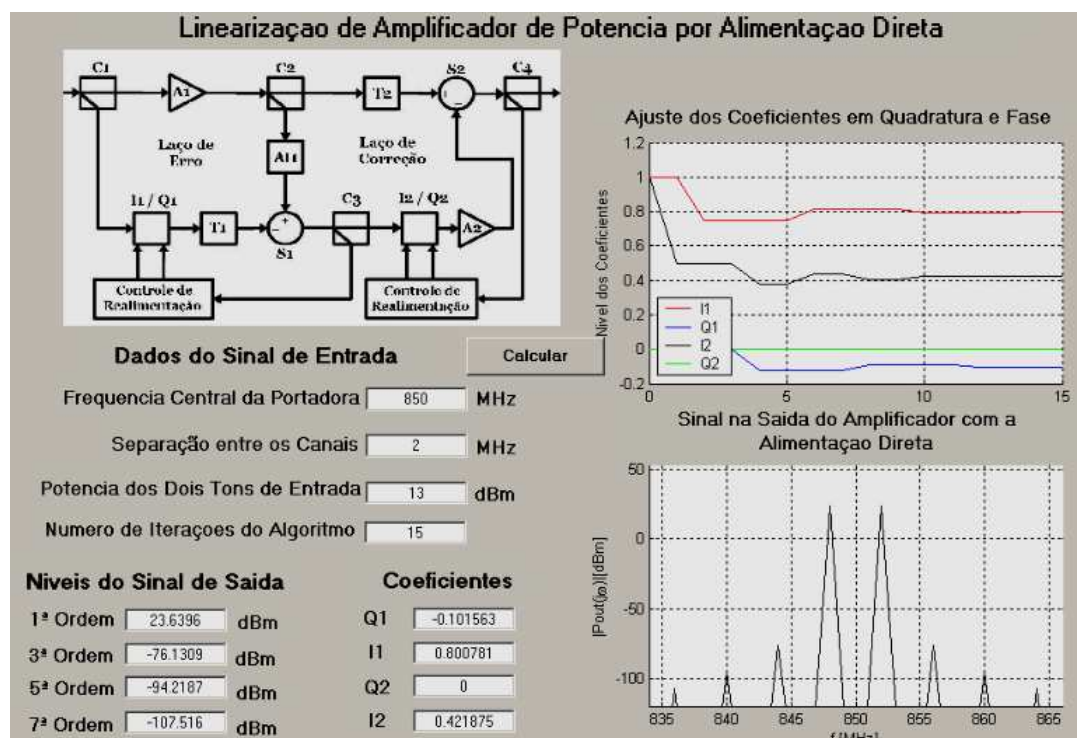 Linearizaçao de Amplificador de Potencia por Alimentaçao Direta
C1
A1
C2
T2
S2
C4
Laço de
Erro
Laço de
Correção
At1
I1 / Q1
T1
S1
C3
I2 / Q2
A2
Controle de
Realimentação
Controle de
Realimentação
Dados do Sinal de Entrada
Calcular
Frequencia Central da Portadora 850 MHz
Separação entre os Canais 2 MHz
Potencia dos Dois Tons de Entrada 13 dBm
Numero de Iteraçoes do Algoritmo 15
Niveis do Sinal de Saida
1ª Ordem 23.6396 dBm
3ª Ordem -76.1309 dBm
5ª Ordem -94.2187 dBm
7ª Ordem -107.516 dBm
Coeficientes
Q1 -0.101563
I1 0.800781
Q2 0
I2 0.421875
Ajuste dos Coeficientes em Quadratura e Fase
Nivel dos Coeficientes
1.2
1
0.8
0.6
0.4
0.2
0
-0.2
I1
Q1
I2
Q2
0 5 10 15
Sinal na Saida do Amplificador com a
Alimentaçao Direta
|Pout(jω)|[dBm]
50
0
-50
-100
835 840 845 850 855 860 865
f [MHz]